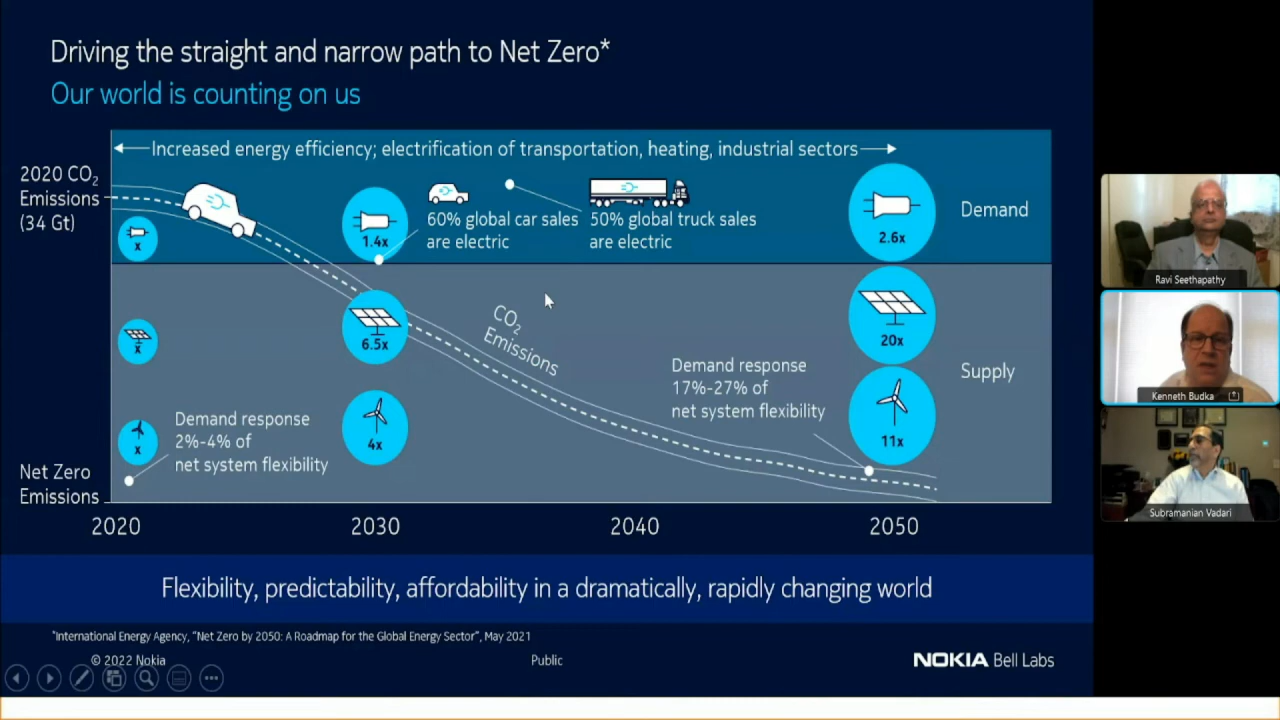 Driving the straight and narrow path to Net Zero*
Our world is counting on us
Increased energy efficiency; electrification of transportation, heating, industrial sectors
2020 CO₂
Emissions
(34 Gt)
x
1.4x
60% global car sales
are electric
50% global truck sales
are electric
2.6x
Demand
x
6.5x
CO₂
Emissions
20x
Supply
x
Demand response
2%-4% of
net system flexibility
4x
Demand response
17%-27% of
net system flexibility
11x
Net Zero
Emissions
2020
2030
2040
2050
Flexibility, predictability, affordability in a dramatically, rapidly changing world
*International Energy Agency, “Net Zero by 2050: A Roadmap for the Global Energy Sector”, May 2021
© 2022 Nokia
Public
NOKIA Bell Labs
Ravi Seethapathy
Kenneth Budka
Subramanian Vadari